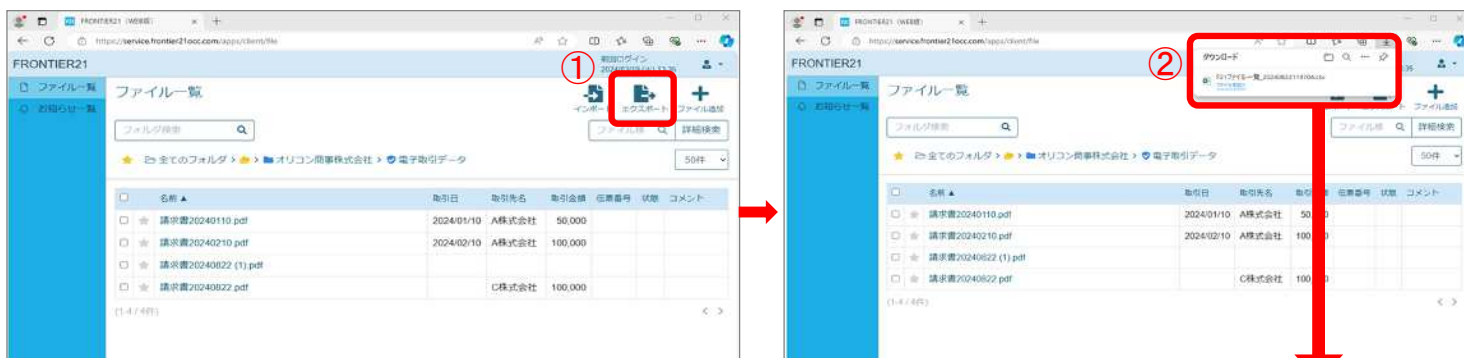 FRONTIER21 (WEB版)
https://service.frontier21occ.com/apps/client/file
FRONTIER21
前回ログイン
①
ファイル一覧
お知らせ一覧
ファイル一覧
インポート エクスポート ファイル追加
フォルダ検索
ファイル検 詳細検索
全てのフォルダ > > オリコン商事株式会社 > 電子取引データ
50件
名前 ▲ 取引日 取引先名 取引金額 伝票番号 状態 コメント
請求書20240110.pdf 2024/01/10 A株式会社 50,000
請求書20240210.pdf 2024/02/10 A株式会社 100,000
請求書20240822 (1).pdf
請求書20240822.pdf C株式会社 100,000
(1-4 / 4件)
FRONTIER21 (WEB版)
https://service.frontier21occ.com/apps/client/file
②
ダウンロード
FRONTIER21
ファイル一覧
お知らせ一覧
ファイル一覧
ファイル追加
フォルダ検索
ファイル検 詳細検索
全てのフォルダ > > オリコン商事株式会社 > 電子取引データ
50件
名前 ▲ 取引日 取引先名 伝票番号 状態 コメント
請求書20240110.pdf 2024/01/10 A株式会社
請求書20240210.pdf 2024/02/10 A株式会社 100
請求書20240822 (1).pdf
請求書20240822.pdf C株式会社 100
(1-4 / 4件)